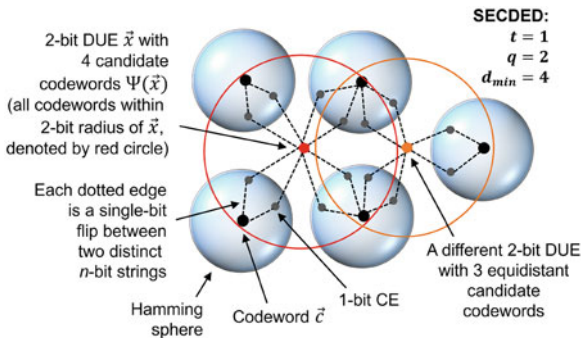 2-bit DUE x⃗ with
4 candidate
codewords Ψ(x⃗)
(all codewords within
2-bit radius of x⃗,
denoted by red circle)
SECDED:
t = 1
q = 2
d_min = 4
Each dotted edge
is a single-bit
flip between
two distinct
n-bit strings
Hamming
sphere
Codeword c⃗
1-bit CE
A different 2-bit DUE
with 3 equidistant
candidate
codewords